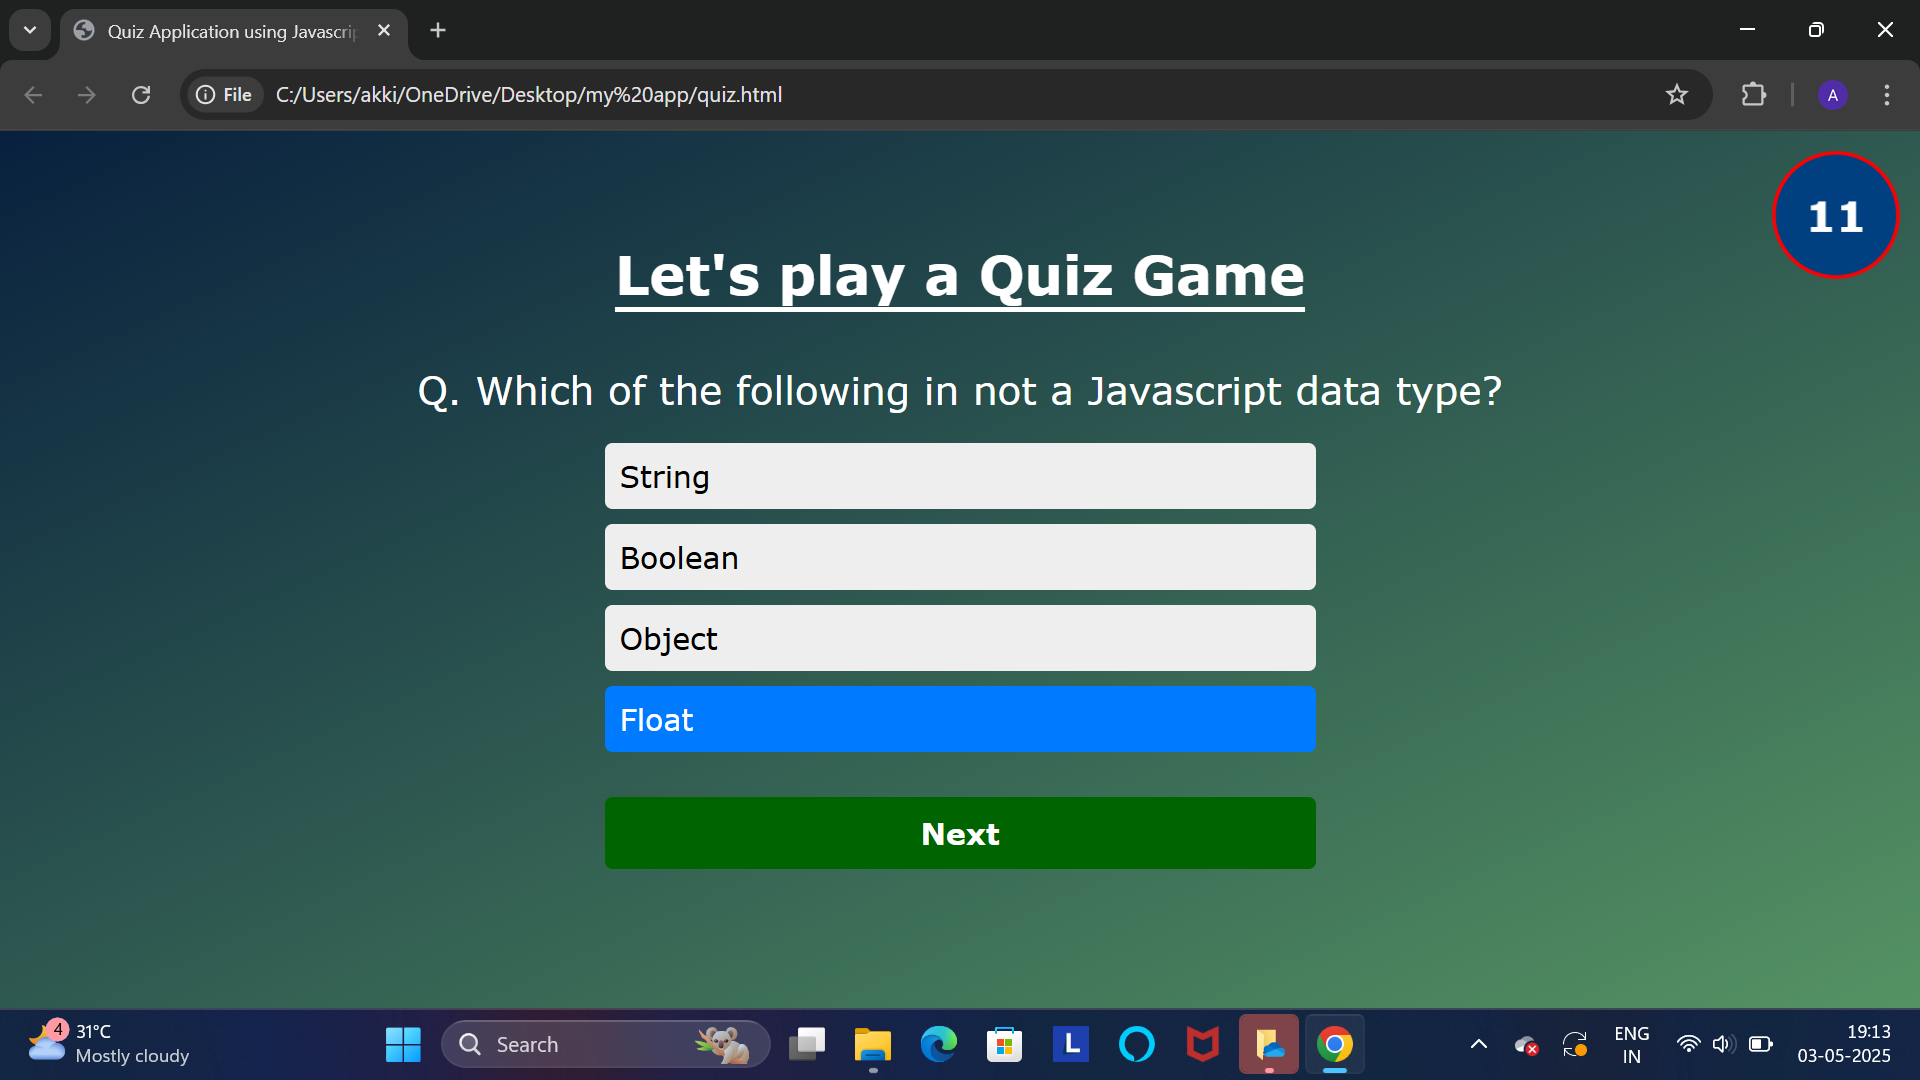 Quiz Application using Javascrip
File
C:/Users/akki/OneDrive/Desktop/my%20app/quiz.html
A
11
Let's play a Quiz Game
Q. Which of the following in not a Javascript data type?
String
Boolean
Object
Float
Next
4
31°C
Mostly cloudy
Search
L
ENG
IN
19:13
03-05-2025